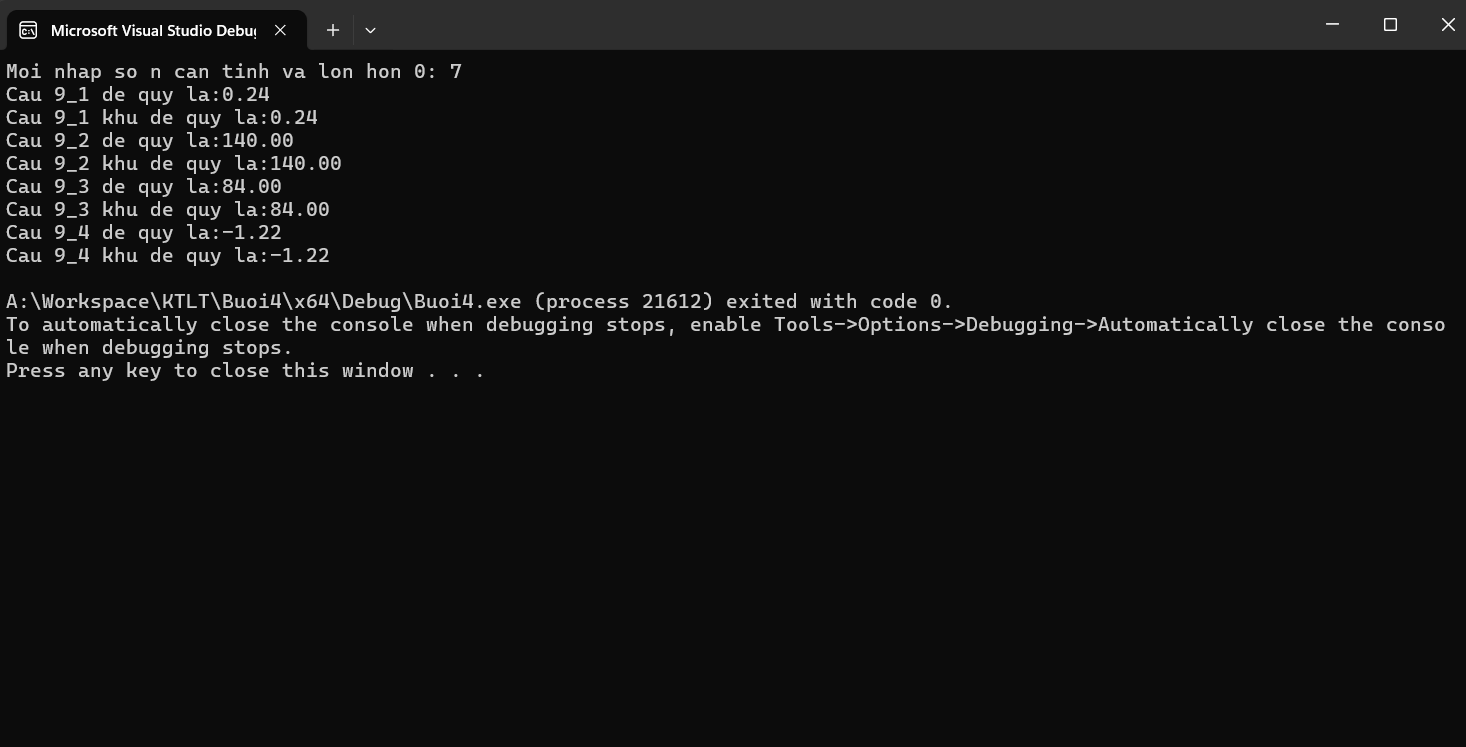 Microsoft Visual Studio Debug
Moi nhap so n can tinh va lon hon 0: 7
Cau 9_1 de quy la:0.24
Cau 9_1 khu de quy la:0.24
Cau 9_2 de quy la:140.00
Cau 9_2 khu de quy la:140.00
Cau 9_3 de quy la:84.00
Cau 9_3 khu de quy la:84.00
Cau 9_4 de quy la:-1.22
Cau 9_4 khu de quy la:-1.22
A:\Workspace\KTLT\Buoi4\x64\Debug\Buoi4.exe (process 21612) exited with code 0.
To automatically close the console when debugging stops, enable Tools->Options->Debugging->Automatically close the conso
le when debugging stops.
Press any key to close this window . . .